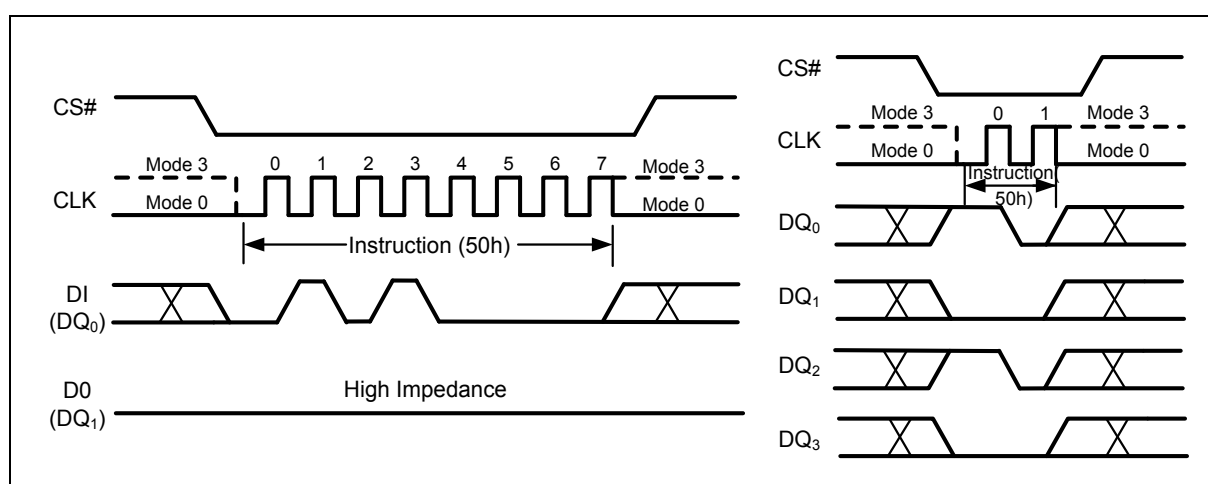 CS#
Mode 3 0 1 2 3 4 5 6 7 Mode 3
CLK Mode 0 Mode 0
Instruction (50h)
DI
(DQ0)
D0 High Impedance
(DQ1)
CS#
Mode 3 0 1 Mode 3
CLK
Mode 0 Mode 0
Instruction(
50h)
DQ0
DQ1
DQ2
DQ3